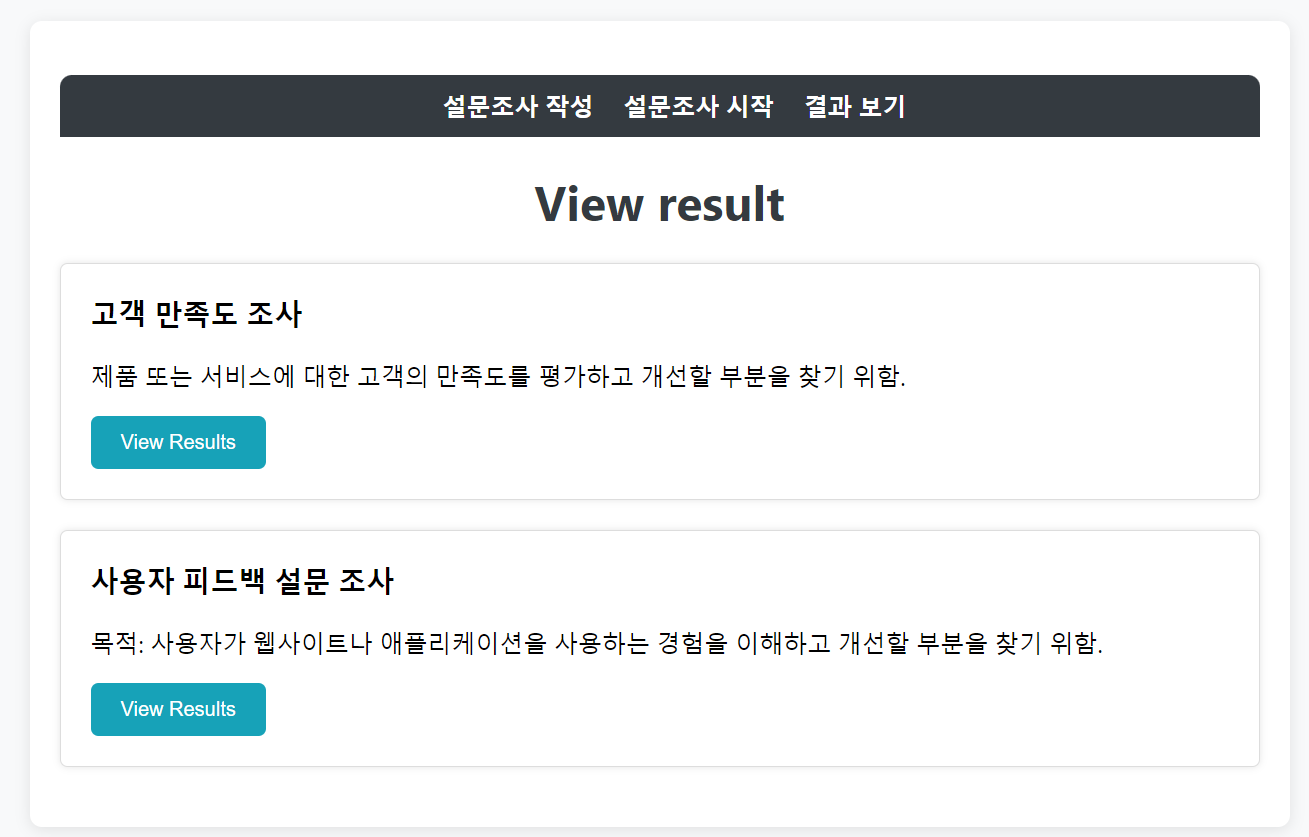 설문조사 작성 설문조사 시작 결과 보기
View result
고객 만족도 조사
제품 또는 서비스에 대한 고객의 만족도를 평가하고 개선할 부분을 찾기 위함.
View Results
사용자 피드백 설문 조사
목적: 사용자가 웹사이트나 애플리케이션을 사용하는 경험을 이해하고 개선할 부분을 찾기 위함.
View Results